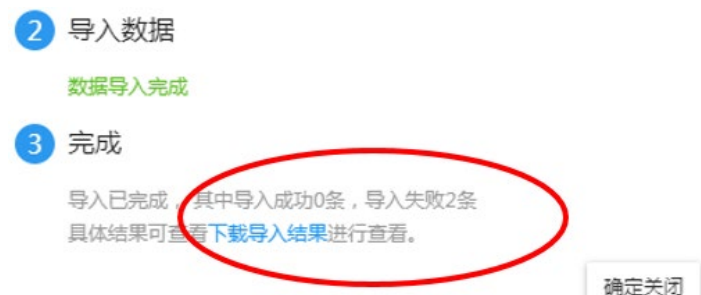 2 导入数据
数据导入完成
3 完成
导入已完成，其中导入成功0条，导入失败2条
具体结果可查看下载导入结果进行查看。
确定关闭